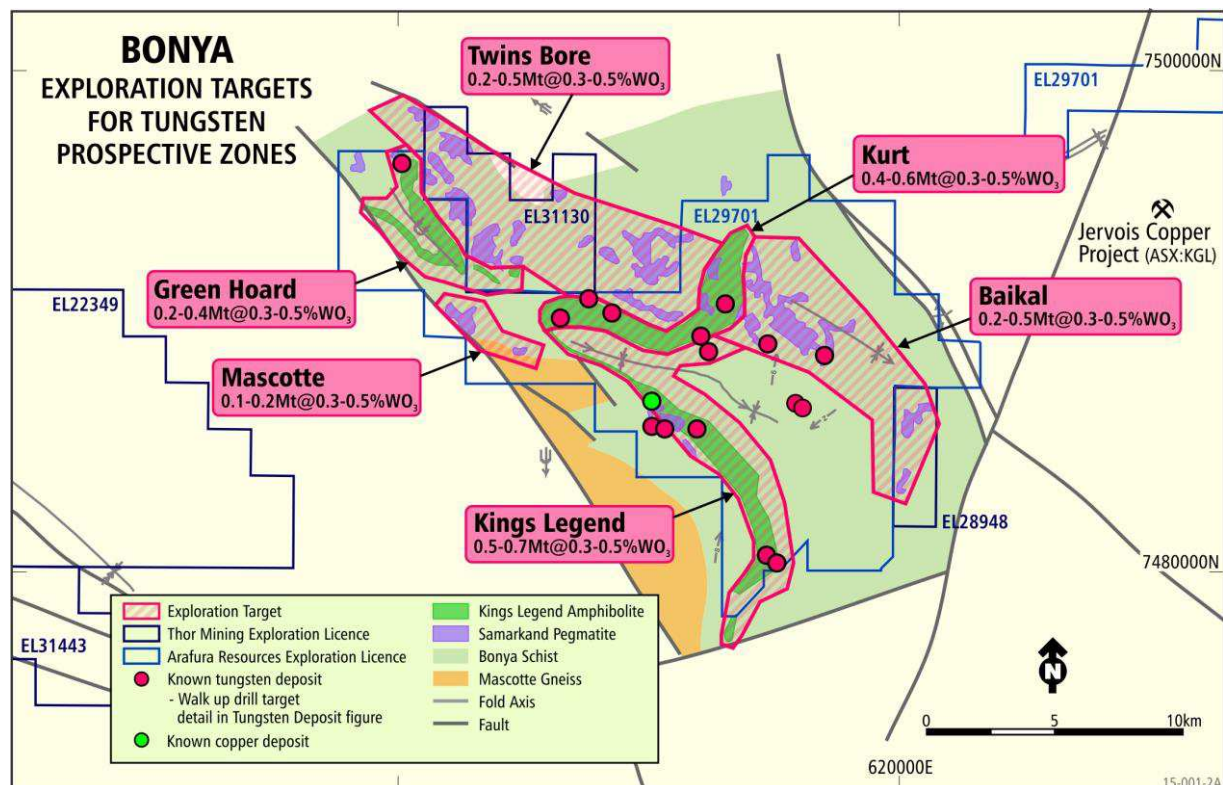 BONYA
EXPLORATION TARGETS
FOR TUNGSTEN
PROSPECTIVE ZONES
Twins Bore
0.2-0.5Mt@0.3-0.5%WO₃
EL29701
7500000N
Kurt
0.4-0.6Mt@0.3-0.5%WO₃
EL31130
EL29701
Jervois Copper
Project (ASX:KGL)
Green Hoard
0.2-0.4Mt@0.3-0.5%WO₃
Baikal
0.2-0.5Mt@0.3-0.5%WO₃
EL22349
Mascotte
0.1-0.2Mt@0.3-0.5%WO₃
Kings Legend
0.5-0.7Mt@0.3-0.5%WO₃
EL28948
7480000N
EL31443
Exploration Target
Thor Mining Exploration Licence
Arafura Resources Exploration Licence
Known tungsten deposit
- Walk up drill target
detail in Tungsten Deposit figure
Known copper deposit
Kings Legend Amphibolite
Samarkand Pegmatite
Bonya Schist
Mascotte Gneiss
Fold Axis
Fault
N
0 5 10km
620000E
15-001-2A